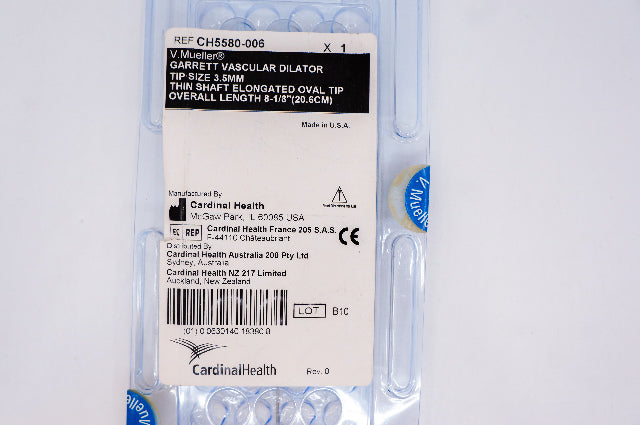 REF CH5580-006 X 1
V.Mueller®
GARRETT VASCULAR DILATOR
TIP SIZE 3.5MM
THIN SHAFT ELONGATED OVAL TIP
OVERALL LENGTH 8-1/8"(20.6CM)
Made in U.S.A.
Manufactured By
Cardinal Health
McGaw Park, IL 60085 USA
EC REP Cardinal Health France 205 S.A.S.
F-44110 Châteaubriant
CE
Distributed By
Cardinal Health Australia 208 Pty Ltd
Sydney, Australia
Cardinal Health NZ 217 Limited
Auckland, New Zealand
LOT B10
CardinalHealth
Rev. 0
V. Muelle
Mueller